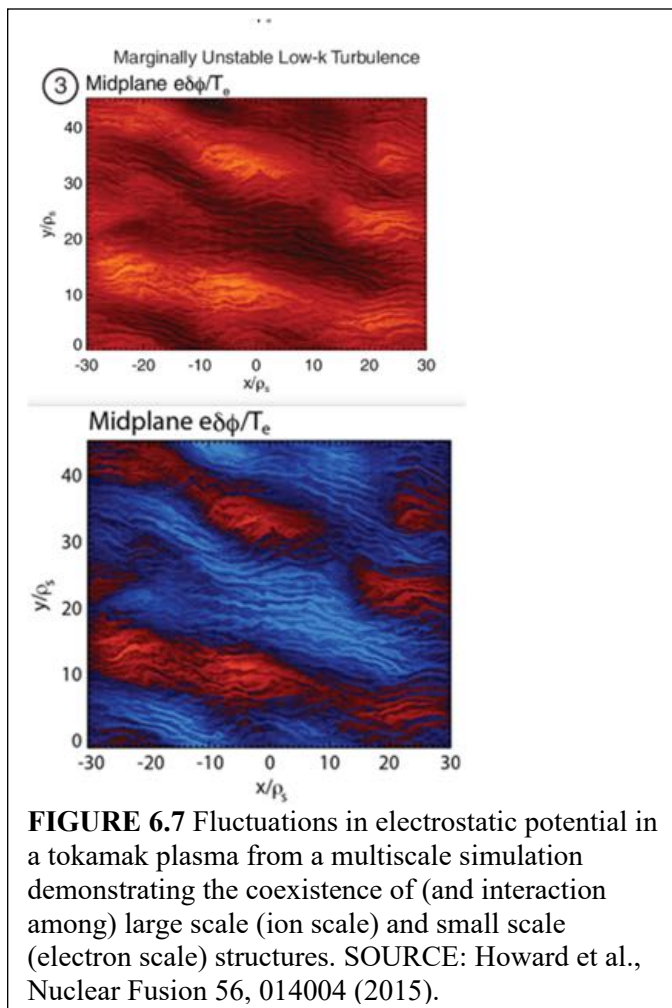 Marginally Unstable Low-k Turbulence
③ Midplane eδϕ/Tₑ
40
30
y/ρₛ
20
10
0
-30 -20 -10 0 10 20 30
x/ρₛ
Midplane eδϕ/Tₑ
40
30
y/ρₛ
20
10
0
-30 -20 -10 0 10 20 30
x/ρₛ
FIGURE 6.7 Fluctuations in electrostatic potential in
a tokamak plasma from a multiscale simulation
demonstrating the coexistence of (and interaction
among) large scale (ion scale) and small scale
(electron scale) structures. SOURCE: Howard et al.,
Nuclear Fusion 56, 014004 (2015).